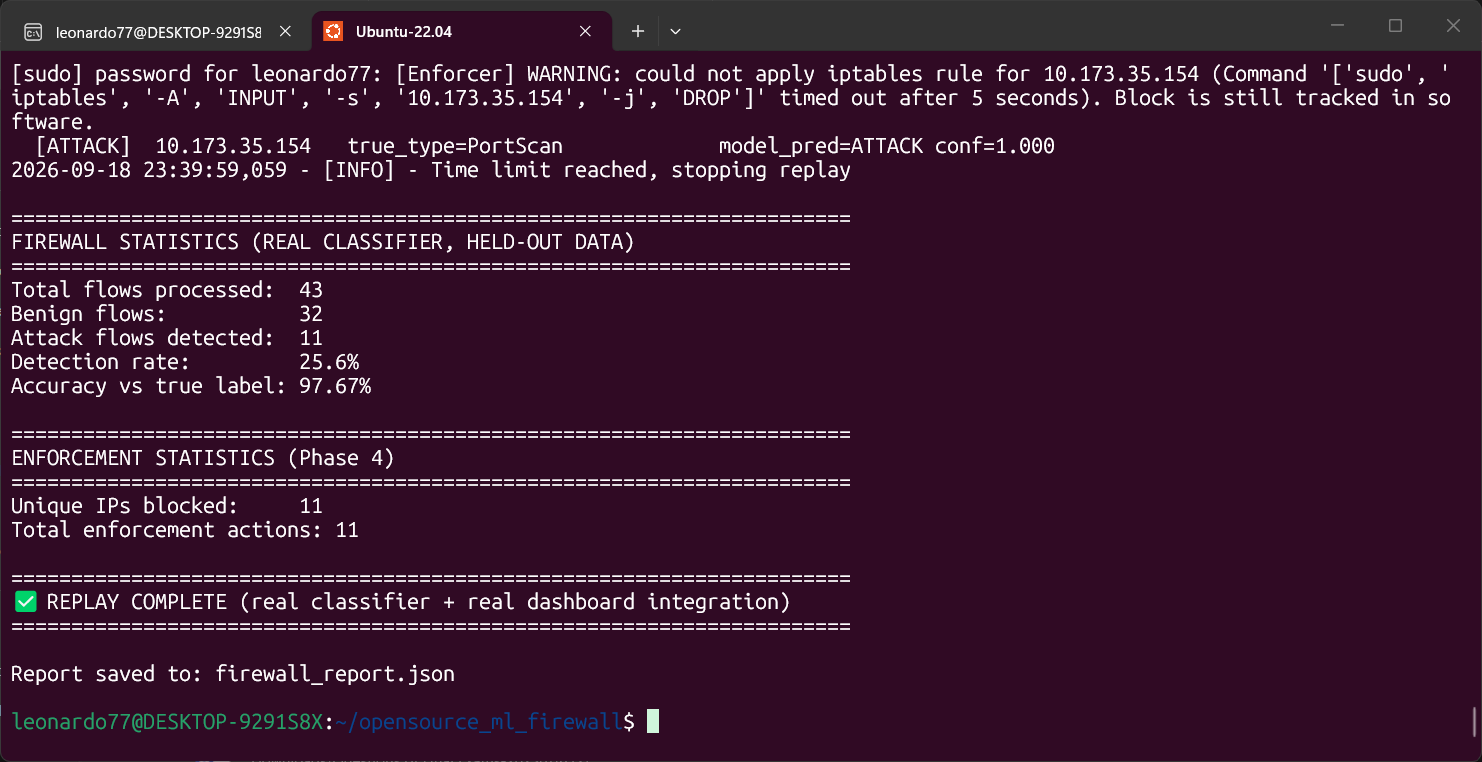 leonardo77@DESKTOP-9291S8
Ubuntu-22.04
[sudo] password for leonardo77: [Enforcer] WARNING: could not apply iptables rule for 10.173.35.154 (Command '['sudo', '
iptables', '-A', 'INPUT', '-s', '10.173.35.154', '-j', 'DROP']' timed out after 5 seconds). Block is still tracked in so
ftware.
[ATTACK]  10.173.35.154   true_type=PortScan             model_pred=ATTACK conf=1.000
2026-09-18 23:39:59,059 - [INFO] - Time limit reached, stopping replay
======================================================================
FIREWALL STATISTICS (REAL CLASSIFIER, HELD-OUT DATA)
======================================================================
Total flows processed:  43
Benign flows:           32
Attack flows detected:  11
Detection rate:         25.6%
Accuracy vs true label: 97.67%
======================================================================
ENFORCEMENT STATISTICS (Phase 4)
======================================================================
Unique IPs blocked:     11
Total enforcement actions: 11
======================================================================
✅ REPLAY COMPLETE (real classifier + real dashboard integration)
======================================================================
Report saved to: firewall_report.json
leonardo77@DESKTOP-9291S8X:~/opensource_ml_firewall$